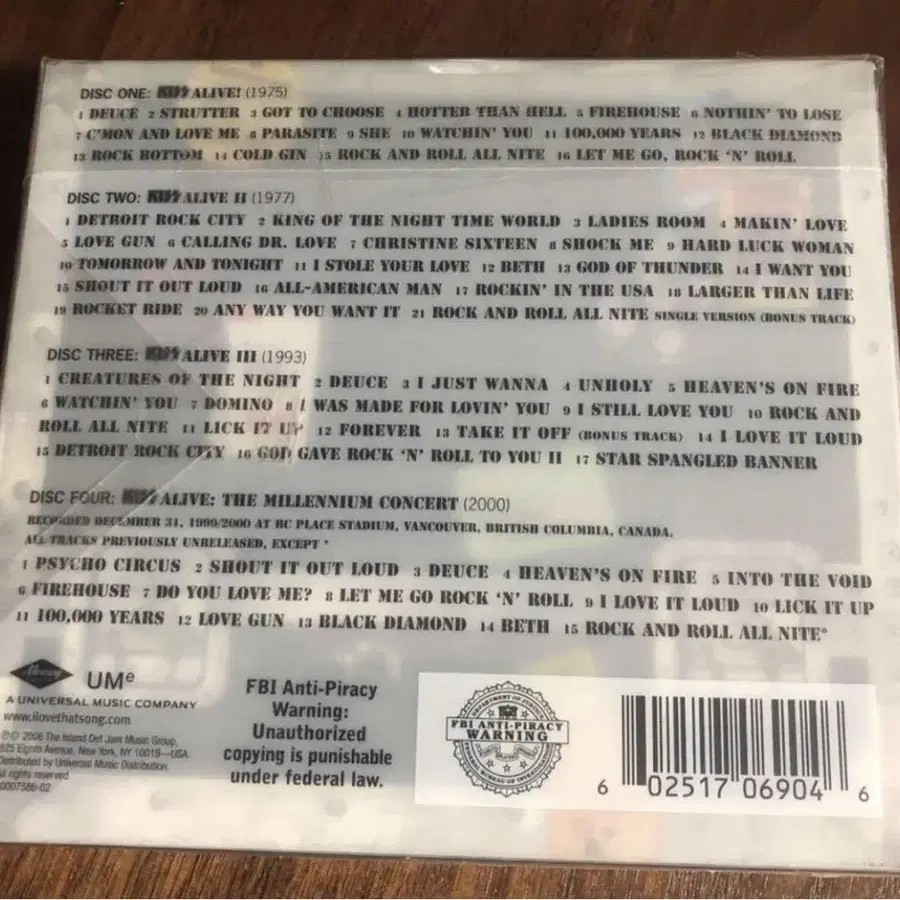 DISC ONE: KISS ALIVE! (1975)
1 DEUCE 2 STRUTTER 3 GOT TO CHOOSE 4 HOTTER THAN HELL 5 FIREHOUSE 6 NOTHIN' TO LOSE
7 C'MON AND LOVE ME 8 PARASITE 9 SHE 10 WATCHIN' YOU 11 100,000 YEARS 12 BLACK DIAMOND
13 ROCK BOTTOM 14 COLD GIN 15 ROCK AND ROLL ALL NITE 16 LET ME GO, ROCK 'N' ROLL
DISC TWO: KISS ALIVE II (1977)
1 DETROIT ROCK CITY 2 KING OF THE NIGHT TIME WORLD 3 LADIES ROOM 4 MAKIN' LOVE
5 LOVE GUN 6 CALLING DR. LOVE 7 CHRISTINE SIXTEEN 8 SHOCK ME 9 HARD LUCK WOMAN
10 TOMORROW AND TONIGHT 11 I STOLE YOUR LOVE 12 BETH 13 GOD OF THUNDER 14 I WANT YOU
15 SHOUT IT OUT LOUD 16 ALL-AMERICAN MAN 17 ROCKIN' IN THE USA 18 LARGER THAN LIFE
19 ROCKET RIDE 20 ANY WAY YOU WANT IT 21 ROCK AND ROLL ALL NITE SINGLE VERSION (BONUS TRACK)
DISC THREE: KISS ALIVE III (1993)
1 CREATURES OF THE NIGHT 2 DEUCE 3 I JUST WANNA 4 UNHOLY 5 HEAVEN'S ON FIRE
6 WATCHIN' YOU 7 DOMINO 8 I WAS MADE FOR LOVIN' YOU 9 I STILL LOVE YOU 10 ROCK AND
ROLL ALL NITE 11 LICK IT UP 12 FOREVER 13 TAKE IT OFF (BONUS TRACK) 14 I LOVE IT LOUD
15 DETROIT ROCK CITY 16 GOD GAVE ROCK 'N' ROLL TO YOU II 17 STAR SPANGLED BANNER
DISC FOUR: KISS ALIVE: THE MILLENNIUM CONCERT (2000)
RECORDED DECEMBER 31, 1999/2000 AT BC PLACE STADIUM, VANCOUVER, BRITISH COLUMBIA, CANADA.
ALL TRACKS PREVIOUSLY UNRELEASED, EXCEPT *
1 PSYCHO CIRCUS 2 SHOUT IT OUT LOUD 3 DEUCE 4 HEAVEN'S ON FIRE 5 INTO THE VOID
6 FIREHOUSE 7 DO YOU LOVE ME? 8 LET ME GO ROCK 'N' ROLL 9 I LOVE IT LOUD 10 LICK IT UP
11 100,000 YEARS 12 LOVE GUN 13 BLACK DIAMOND 14 BETH 15 ROCK AND ROLL ALL NITE*
Mercury
UMe
A UNIVERSAL MUSIC COMPANY
www.ilovethatsong.com
℗© 2006 The Island Def Jam Music Group,
825 Eighth Avenue, New York, NY 10019—USA.
Distributed by Universal Music Distribution.
All rights reserved
0007586-02
FBI Anti-Piracy
Warning:
Unauthorized
copying is punishable
under federal law.
DEPARTMENT OF JUSTICE
FBI ANTI-PIRACY
WARNING
FEDERAL BUREAU OF INVESTIGATION
6 02517 06904 6